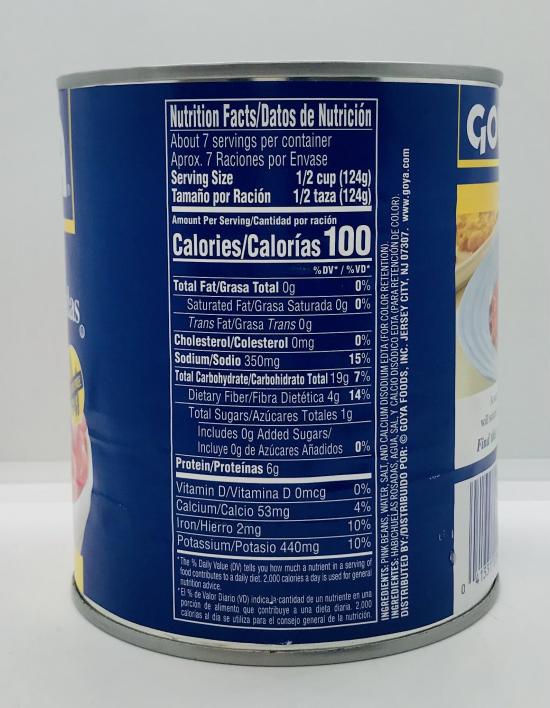 Nutrition Facts/Datos de Nutrición
About 7 servings per container
Aprox. 7 Raciones por Envase
Serving Size 1/2 cup (124g)
Tamaño por Ración 1/2 taza (124g)
Amount Per Serving/Cantidad por ración
Calories/Calorías 100
%DV* / %VD*
Total Fat/Grasa Total 0g 0%
Saturated Fat/Grasa Saturada 0g 0%
Trans Fat/Grasa Trans 0g
Cholesterol/Colesterol 0mg 0%
Sodium/Sodio 350mg 15%
Total Carbohydrate/Carbohidrato Total 19g 7%
Dietary Fiber/Fibra Dietética 4g 14%
Total Sugars/Azúcares Totales 1g
Includes 0g Added Sugars/
Incluye 0g de Azúcares Añadidos 0%
Protein/Proteínas 6g
Vitamin D/Vitamina D 0mcg 0%
Calcium/Calcio 53mg 4%
Iron/Hierro 2mg 10%
Potassium/Potasio 440mg 10%
*The % Daily Value (DV) tells you how much a nutrient in a serving of
food contributes to a daily diet. 2,000 calories a day is used for general
nutrition advice.
*El % de Valor Diario (VD) indica la cantidad de un nutriente en una
porción de alimento que contribuye a una dieta diaria. 2.000
calorías al día se utiliza para el consejo general de la nutrición.
INGREDIENTS: PINK BEANS, WATER, SALT, AND CALCIUM DISODIUM EDTA (FOR COLOR RETENTION).
INGREDIENTES: HABICHUELAS ROSADAS, AGUA, SAL, Y CALCIO DISÓDICO EDTA (PARA RETENCIÓN DE COLOR).
DISTRIBUTED BY:/DISTRIBUIDO POR: © GOYA FOODS, INC. JERSEY CITY, NJ 07307. www.goya.com
GO
Find
as